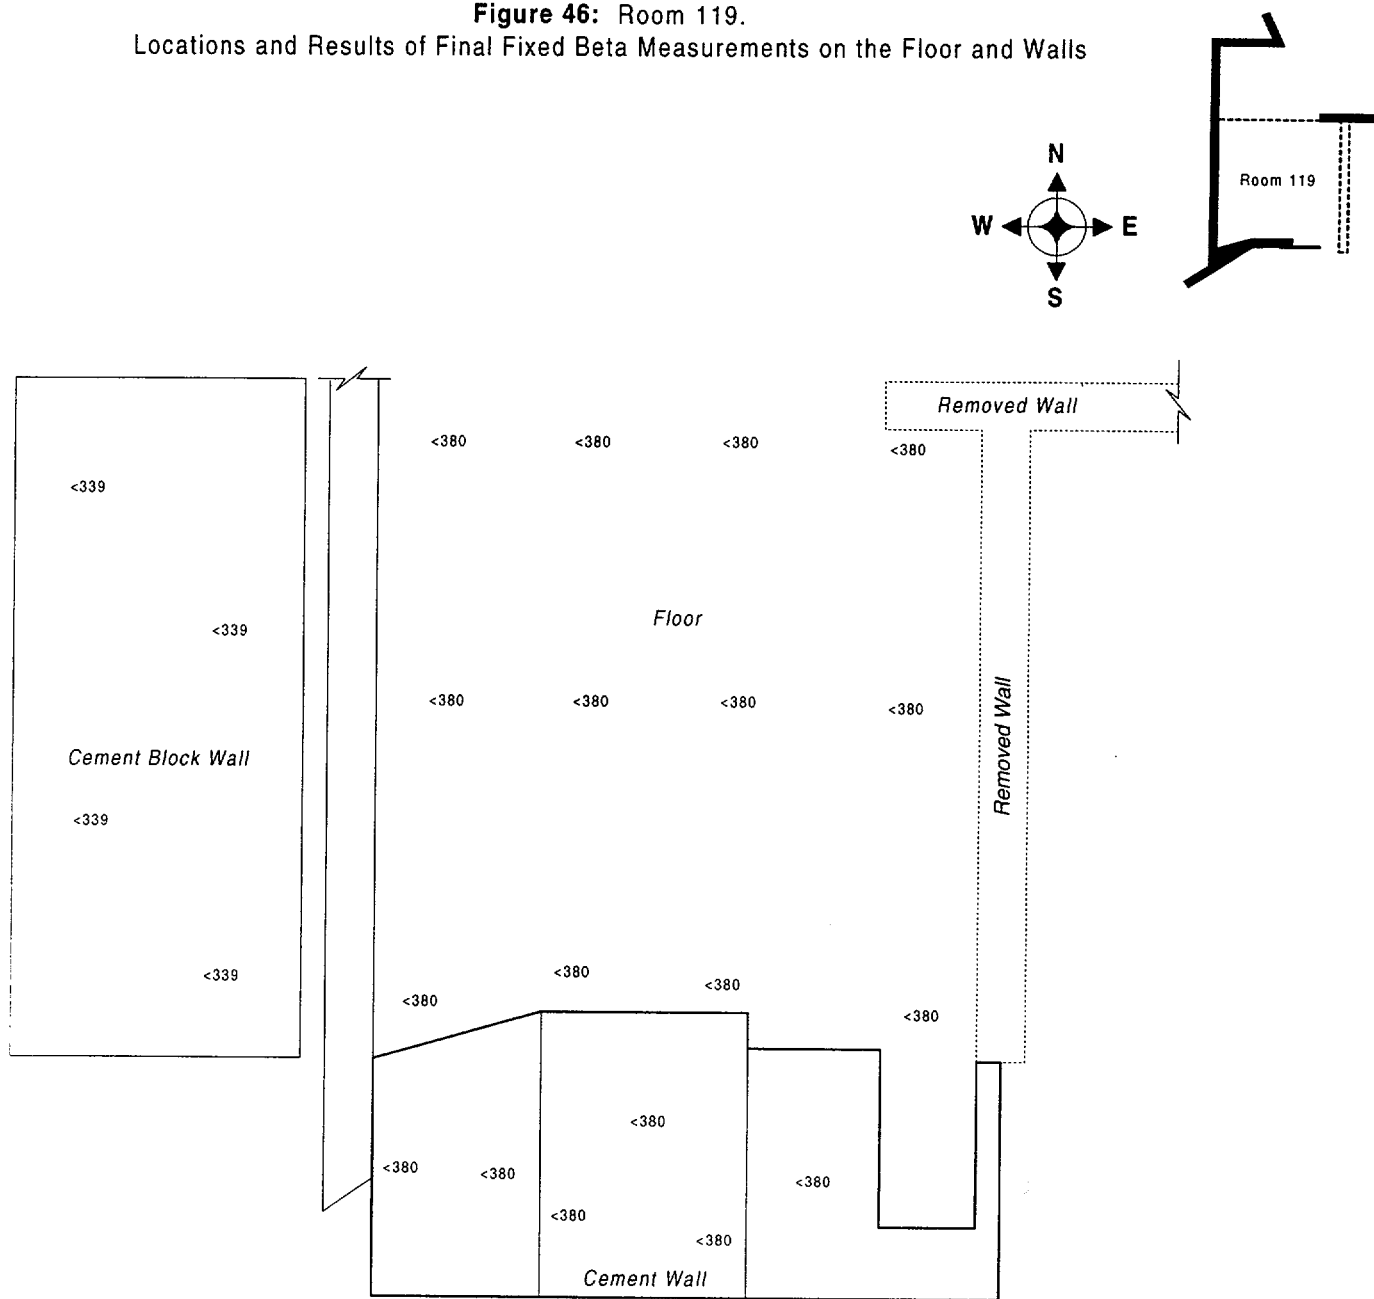 Figure 46: Room 119.
Locations and Results of Final Fixed Beta Measurements on the Floor and Walls
N
W E
S
Room 119
Removed Wall
<380 <380 <380 <380
<339
<339
Floor
<380 <380 <380 <380
Removed Wall
Cement Block Wall
<339
<339
<380 <380 <380 <380
<380
<380 <380 <380
<380
<380
Cement Wall